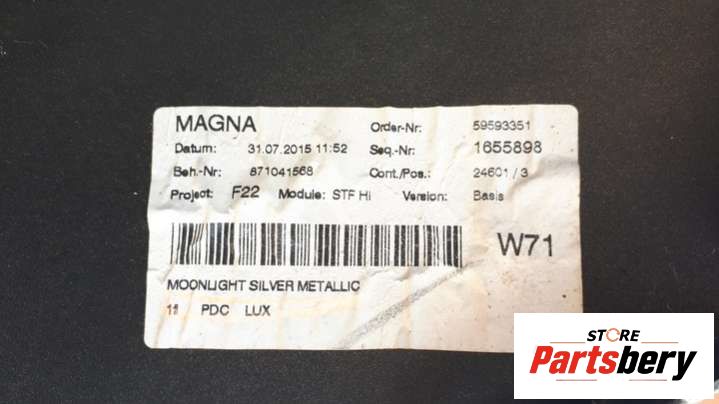 MAGNA Order-Nr: 59593351
Datum: 31.07.2015 11:52 Seq.-Nr: 1655898
Beh.-Nr: 871041568 Cont./Pos.: 24601 / 3
Project: F22 Module: STF Hi Version: Basis
W71
MOONLIGHT SILVER METALLIC
11 PDC LUX
STORE
Partsbery